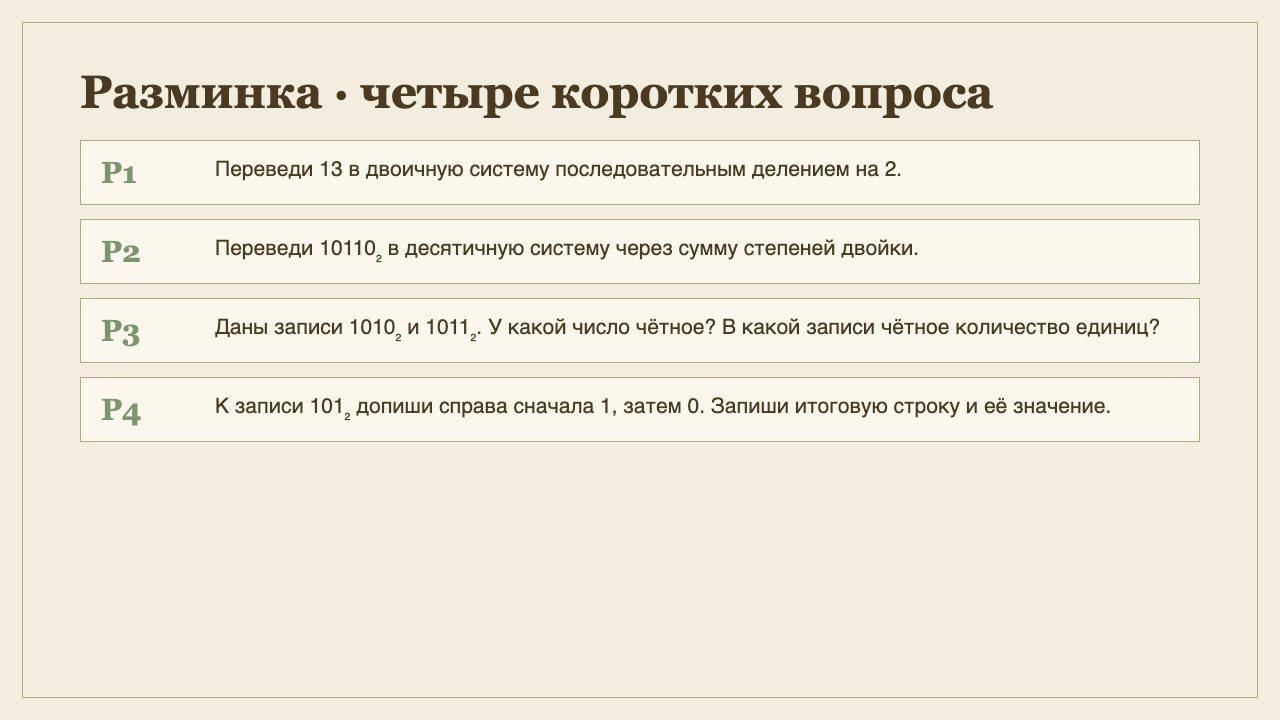 Разминка · четыре коротких вопроса
P1 Переведи 13 в двоичную систему последовательным делением на 2.
P2 Переведи 10110₂ в десятичную систему через сумму степеней двойки.
P3 Даны записи 1010₂ и 1011₂. У какой число чётное? В какой записи чётное количество единиц?
P4 К записи 101₂ допиши справа сначала 1, затем 0. Запиши итоговую строку и её значение.